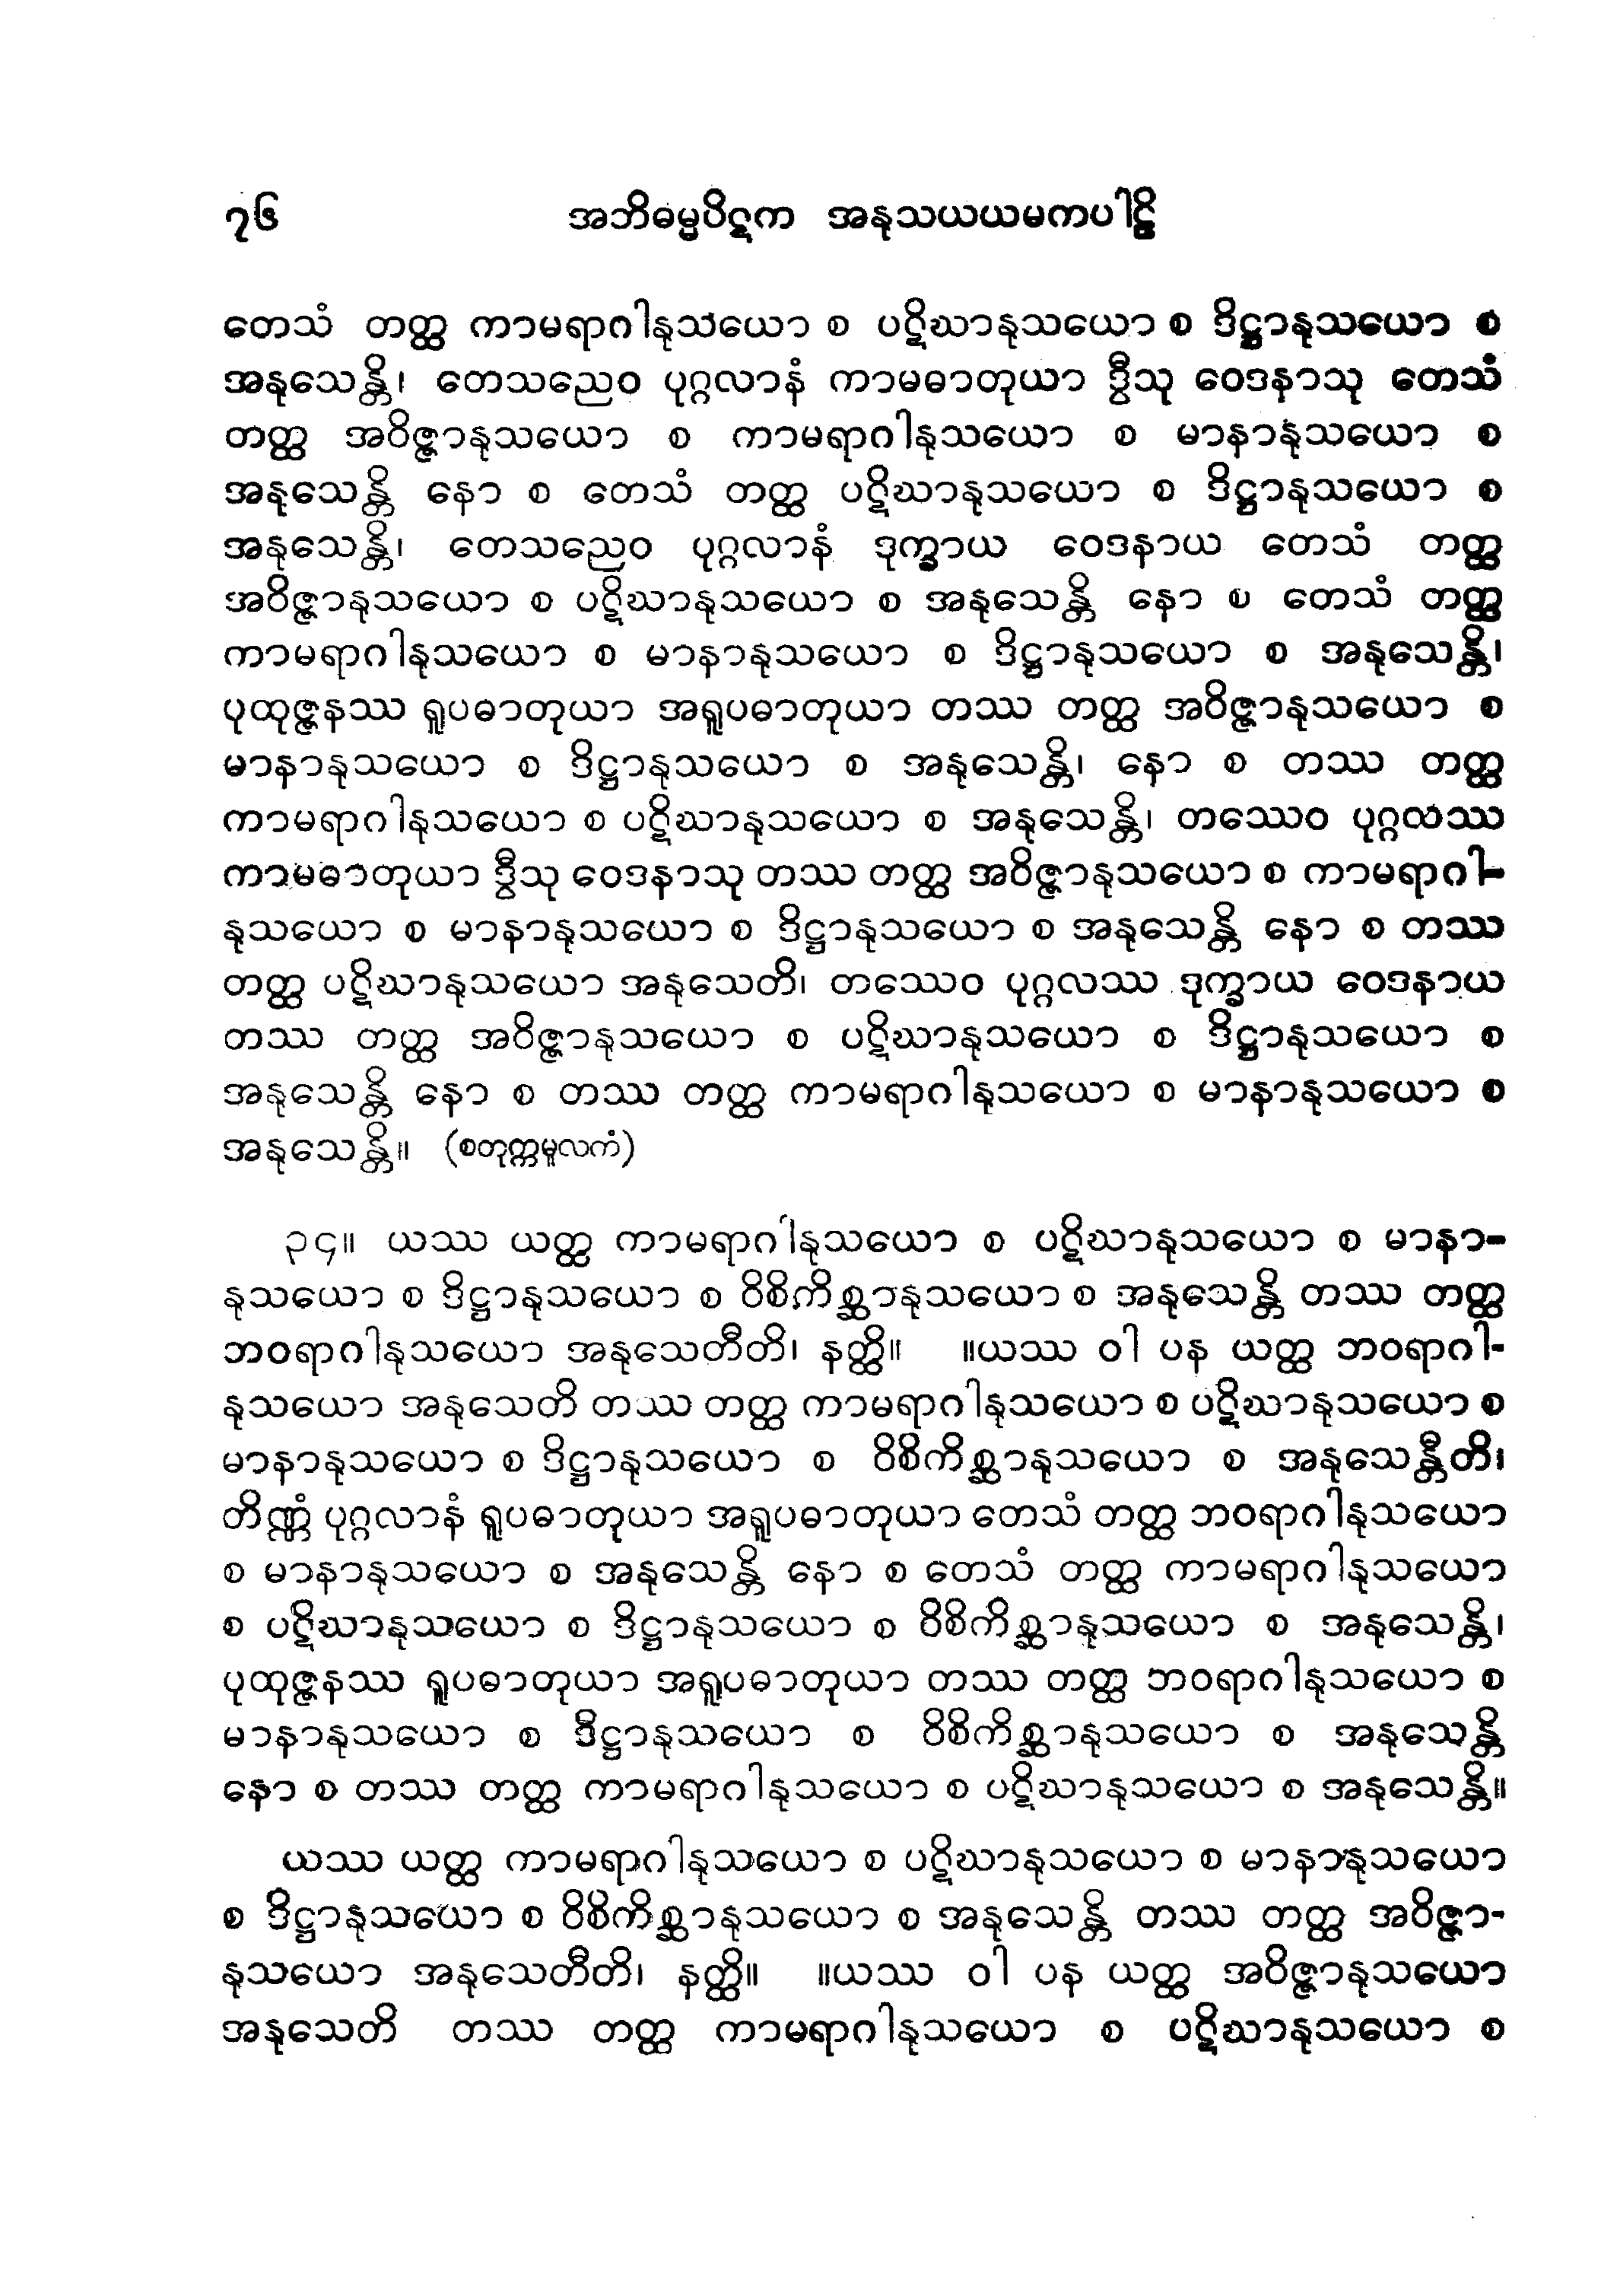 ၇၆ အဘိဓမ္မပိဋက အနုသယယမကပါဠိ
တေသံ တတ္ထ ကာမရာဂါနုသယော စ ပဋိဃာနုသယော စ ဒိဋ္ဌာနုသယော စ
အနုသေန္တိ၊ တေသညေဝ ပုဂ္ဂလာနံ ကာမဓာတုယာ ဒွီသု ဝေဒနာသု တေသံ
တတ္ထ အဝိဇ္ဇာနုသယော စ ကာမရာဂါနုသယော စ မာနာနုသယော စ
အနုသေန္တိ နော စ တေသံ တတ္ထ ပဋိဃာနုသယော စ ဒိဋ္ဌာနုသယော စ
အနုသေန္တိ၊ တေသညေဝ ပုဂ္ဂလာနံ ဒုက္ခာယ ဝေဒနာယ တေသံ တတ္ထ
အဝိဇ္ဇာနုသယော စ ပဋိဃာနုသယော စ အနုသေန္တိ နော စ တေသံ တတ္ထ
ကာမရာဂါနုသယော စ မာနာနုသယော စ ဒိဋ္ဌာနုသယော စ အနုသေန္တိ၊
ပုထုဇ္ဇနဿ ရူပဓာတုယာ အရူပဓာတုယာ တဿ တတ္ထ အဝိဇ္ဇာနုသယော စ
မာနာနုသယော စ ဒိဋ္ဌာနုသယော စ အနုသေန္တိ၊ နော စ တဿ တတ္ထ
ကာမရာဂါနုသယော စ ပဋိဃာနုသယော စ အနုသေန္တိ၊ တဿေဝ ပုဂ္ဂလဿ
ကာမဓာတုယာ ဒွီသု ဝေဒနာသု တဿ တတ္ထ အဝိဇ္ဇာနုသယော စ ကာမရာဂါ-
နုသယော စ မာနာနုသယော စ ဒိဋ္ဌာနုသယော စ အနုသေန္တိ နော စ တဿ
တတ္ထ ပဋိဃာနုသယော အနုသေတိ၊ တဿေဝ ပုဂ္ဂလဿ ဒုက္ခာယ ဝေဒနာယ
တဿ တတ္ထ အဝိဇ္ဇာနုသယော စ ပဋိဃာနုသယော စ ဒိဋ္ဌာနုသယော စ
အနုသေန္တိ နော စ တဿ တတ္ထ ကာမရာဂါနုသယော စ မာနာနုသယော စ
အနုသေန္တိ။ (စတုက္ကမူလကံ)
၃၄။ ယဿ ယတ္ထ ကာမရာဂါနုသယော စ ပဋိဃာနုသယော စ မာနာ-
နုသယော စ ဒိဋ္ဌာနုသယော စ ဝိစိကိစ္ဆာနုသယော စ အနုသေန္တိ တဿ တတ္ထ
ဘဝရာဂါနုသယော အနုသေတီတိ၊ နတ္ထိ။ ။ယဿ ဝါ ပန ယတ္ထ ဘဝရာဂါ-
နုသယော အနုသေတိ တဿ တတ္ထ ကာမရာဂါနုသယော စ ပဋိဃာနုသယော စ
မာနာနုသယော စ ဒိဋ္ဌာနုသယော စ ဝိစိကိစ္ဆာနုသယော စ အနုသေန္တီတိ၊
တိဏ္ဏံ ပုဂ္ဂလာနံ ရူပဓာတုယာ အရူပဓာတုယာ တေသံ တတ္ထ ဘဝရာဂါနုသယော
စ မာနာနုသယော စ အနုသေန္တိ နော စ တေသံ တတ္ထ ကာမရာဂါနုသယော
စ ပဋိဃာနုသယော စ ဒိဋ္ဌာနုသယော စ ဝိစိကိစ္ဆာနုသယော စ အနုသေန္တိ၊
ပုထုဇ္ဇနဿ ရူပဓာတုယာ အရူပဓာတုယာ တဿ တတ္ထ ဘဝရာဂါနုသယော စ
မာနာနုသယော စ ဒိဋ္ဌာနုသယော စ ဝိစိကိစ္ဆာနုသယော စ အနုသေန္တိ
နော စ တဿ တတ္ထ ကာမရာဂါနုသယော စ ပဋိဃာနုသယော စ အနုသေန္တိ။
ယဿ ယတ္ထ ကာမရာဂါနုသယော စ ပဋိဃာနုသယော စ မာနာနုသယော
စ ဒိဋ္ဌာနုသယော စ ဝိစိကိစ္ဆာနုသယော စ အနုသေန္တိ တဿ တတ္ထ အဝိဇ္ဇာ-
နုသယော အနုသေတီတိ၊ နတ္ထိ။ ။ယဿ ဝါ ပန ယတ္ထ အဝိဇ္ဇာနုသယော
အနုသေတိ တဿ တတ္ထ ကာမရာဂါနုသယော စ ပဋိဃာနုသယော စ